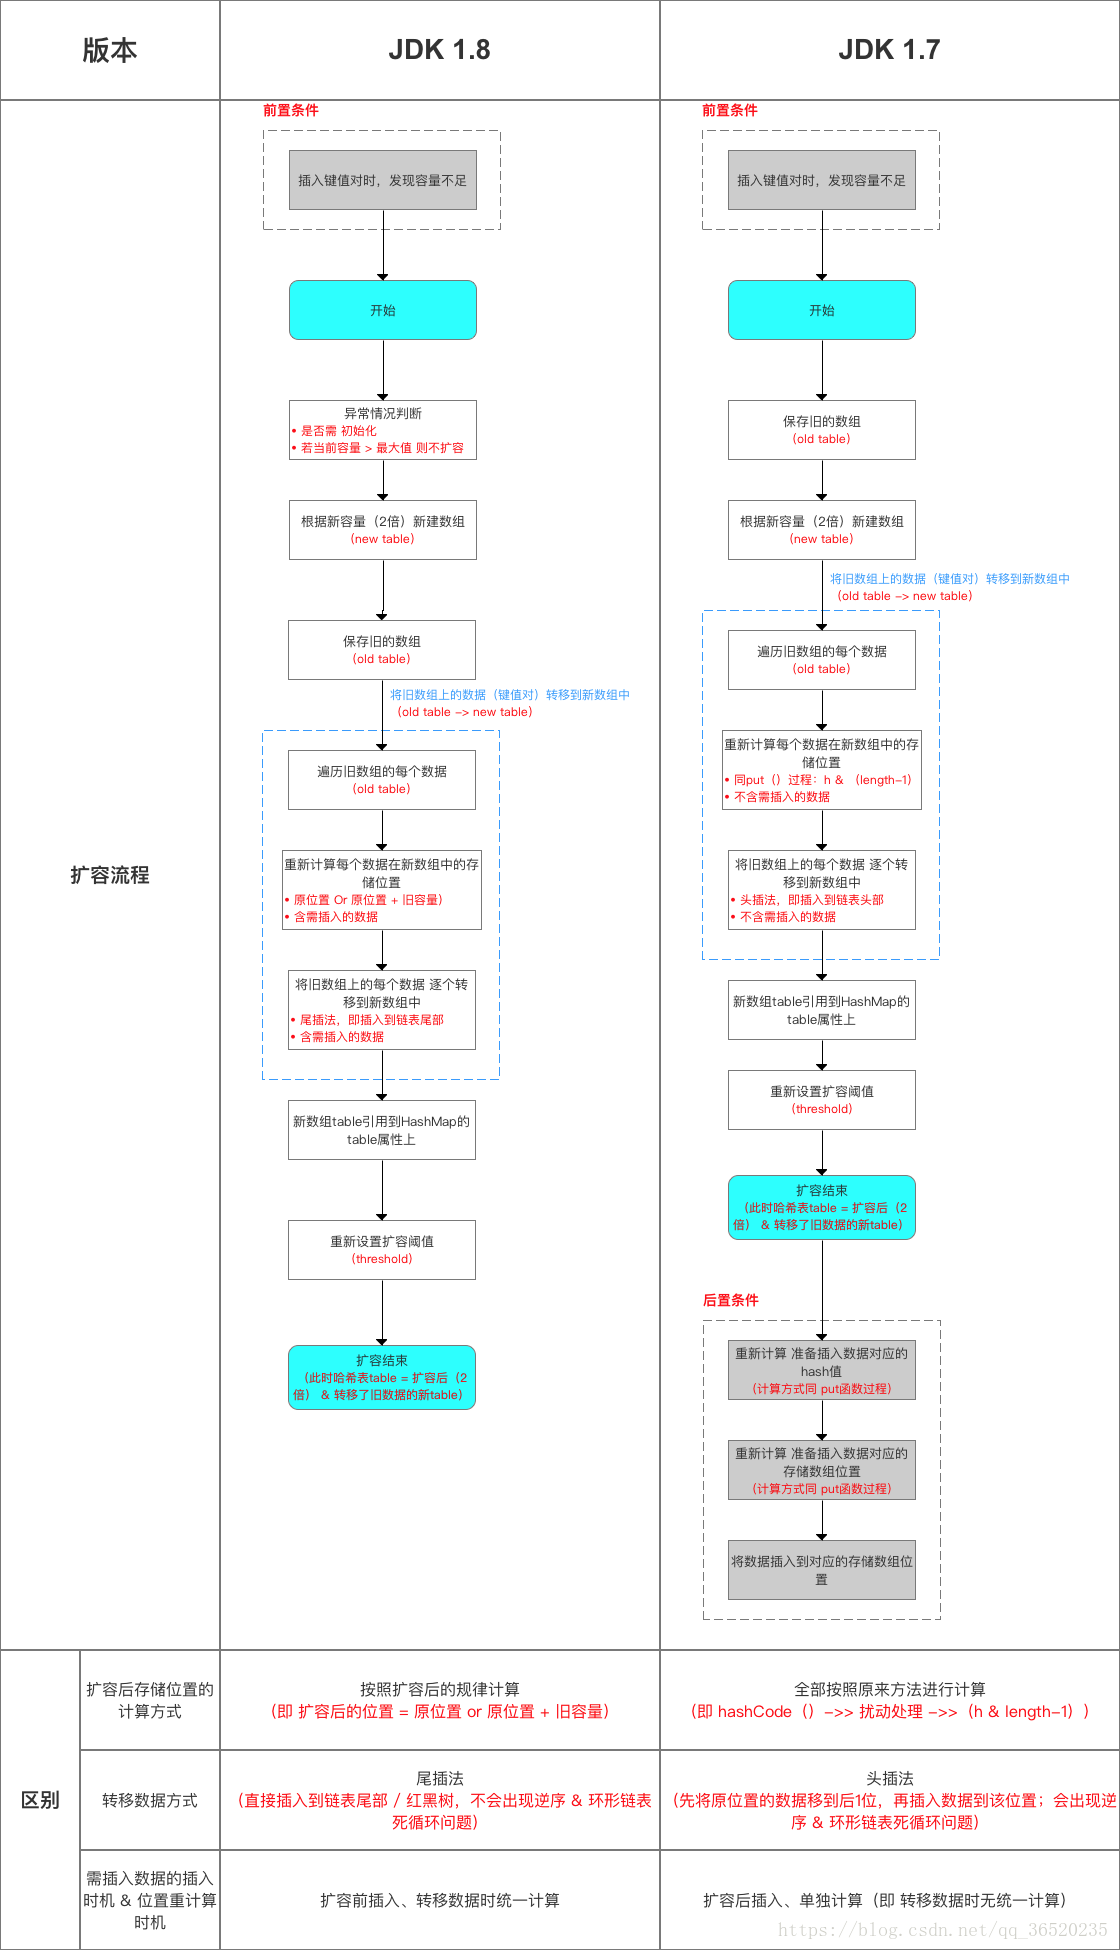 版本
JDK 1.8
JDK 1.7
扩容流程
前置条件
插入键值对时，发现容量不足
开始
异常情况判断
• 是否需 初始化
• 若当前容量 > 最大值 则不扩容
根据新容量（2倍）新建数组
（new table）
保存旧的数组
（old table）
将旧数组上的数据（键值对）转移到新数组中
（old table -> new table）
遍历旧数组的每个数据
（old table）
重新计算每个数据在新数组中的存
储位置
• 原位置 Or 原位置 + 旧容量）
• 含需插入的数据
将旧数组上的每个数据 逐个转
移到新数组中
• 尾插法，即插入到链表尾部
• 含需插入的数据
新数组table引用到HashMap的
table属性上
重新设置扩容阈值
（threshold）
扩容结束
（此时哈希表table = 扩容后（2
倍） & 转移了旧数据的新table）
前置条件
插入键值对时，发现容量不足
开始
保存旧的数组
（old table）
根据新容量（2倍）新建数组
（new table）
将旧数组上的数据（键值对）转移到新数组中
（old table -> new table）
遍历旧数组的每个数据
（old table）
重新计算每个数据在新数组中的存
储位置
• 同put（）过程：h & （length-1）
• 不含需插入的数据
将旧数组上的每个数据 逐个转
移到新数组中
• 头插法，即插入到链表头部
• 不含需插入的数据
新数组table引用到HashMap的
table属性上
重新设置扩容阈值
（threshold）
扩容结束
（此时哈希表table = 扩容后（2
倍） & 转移了旧数据的新table）
后置条件
重新计算 准备插入数据对应的
hash值
（计算方式同 put函数过程）
重新计算 准备插入数据对应的
存储数组位置
（计算方式同 put函数过程）
将数据插入到对应的存储数组位
置
区别
扩容后存储位置的
计算方式
按照扩容后的规律计算
（即 扩容后的位置 = 原位置 or 原位置 + 旧容量）
全部按照原来方法进行计算
（即 hashCode（）->> 扰动处理 ->>（h & length-1））
转移数据方式
尾插法
（直接插入到链表尾部 / 红黑树，不会出现逆序 & 环形链表
死循环问题）
头插法
（先将原位置的数据移到后1位，再插入数据到该位置；会出现逆
序 & 环形链表死循环问题）
需插入数据的插入
时机 & 位置重计算
时机
扩容前插入、转移数据时统一计算
扩容后插入、单独计算（即 转移数据时无统一计算）
https://blog.csdn.net/qq_36520235